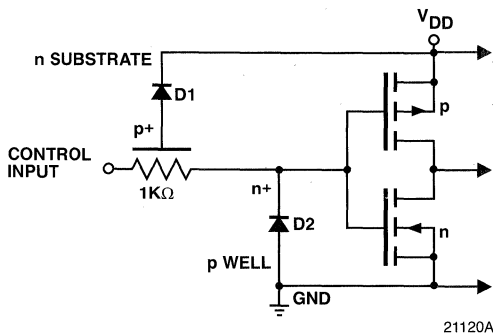 V_DD
n SUBSTRATE
D1
p
p+
CONTROL
INPUT
1KΩ
n+
D2
n
p WELL
GND
21120A